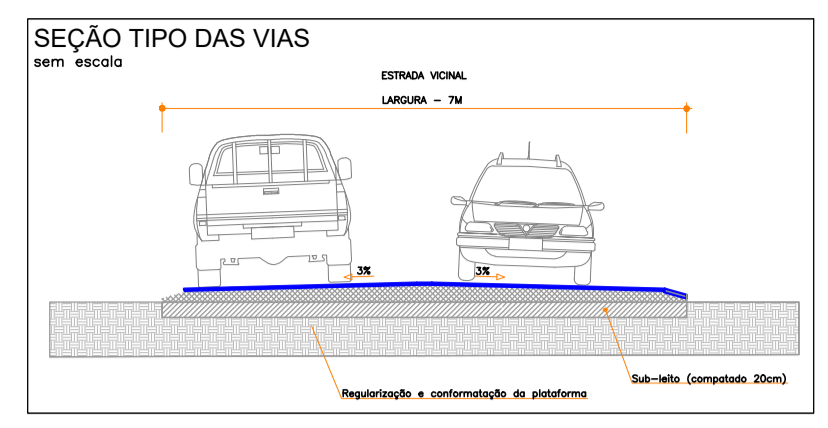 SEÇÃO TIPO DAS VIAS
sem escala
ESTRADA VICINAL
LARGURA - 7M
3%
3%
Sub-leito (compatado 20cm)
Regularização e conformatação da plataforma